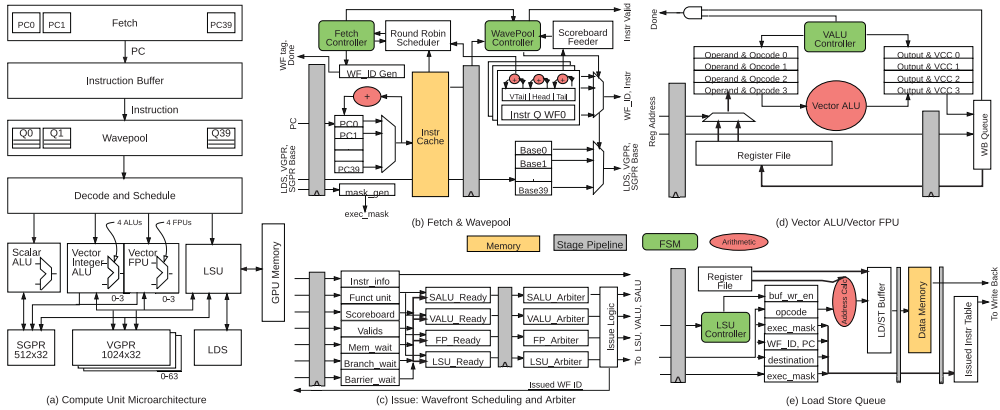 PC0
PC1
PC39
Fetch
PC
Instruction Buffer
Instruction
Q0
Q1
Q39
Wavepool
Decode and Schedule
4 ALUs
4 FPUs
Scalar
ALU
Vector
Integer
ALU
Vector
FPU
LSU
0-3
0-3
SGPR
512x32
VGPR
1024x32
LDS
0-63
GPU Memory
(a) Compute Unit Microarchitecture
WF tag,
Done
Fetch
Controller
Round Robin
Scheduler
WavePool
Controller
Scoreboard
Feeder
Instr Valid
WF_ID Gen
+
+
+
+
VTail
Head
Tail
Instr Q WF0
WF_ID, Instr
PC
PC0
PC1
PC39
Instr
Cache
Base0
Base1
Base39
LDS, VGPR,
SGPR Base
LDS, VGPR,
SGPR Base
mask_gen
exec_mask
(b) Fetch & Wavepool
Done
VALU
Controller
Operand & Opcode 0
Operand & Opcode 1
Operand & Opcode 2
Operand & Opcode 3
Output & VCC 0
Output & VCC 1
Output & VCC 2
Output & VCC 3
Vector ALU
Reg Address
Register File
WB Queue
(d) Vector ALU/Vector FPU
Memory
Stage Pipeline
FSM
Arithmetic
Instr_info
Funct unit
Scoreboard
Valids
Mem_wait
Branch_wait
Barrier_wait
SALU_Ready
VALU_Ready
FP_Ready
LSU_Ready
SALU_Arbiter
VALU_Arbiter
FP_Arbiter
LSU_Arbiter
Issue Logic
To LSU, VALU, SALU
Issued WF ID
(c) Issue: Wavefront Scheduling and Arbiter
Register
File
LSU
Controller
buf_wr_en
opcode
exec_mask
WF_ID, PC
destination
exec_mask
Address Calc
LD/ST Buffer
Data Memory
Issued Instr Table
To Write Back
(e) Load Store Queue